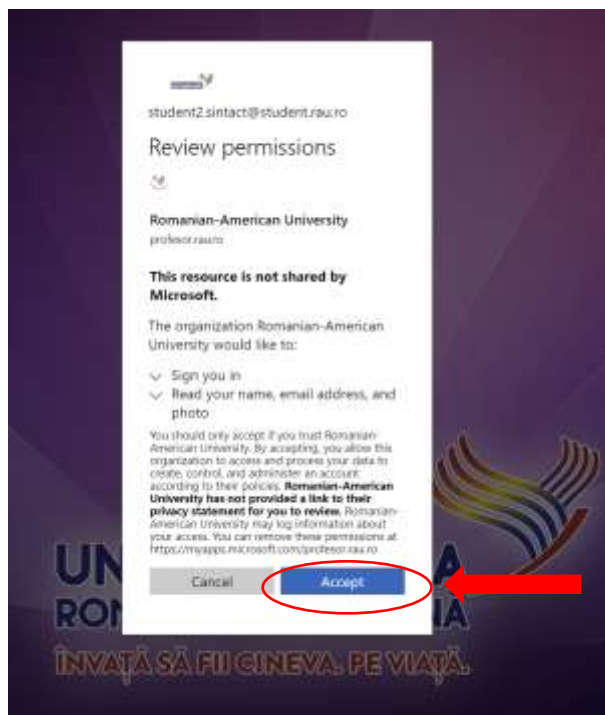 student2.sintact@student.rau.ro
Review permissions
Romanian-American University
profesor.rau.ro
This resource is not shared by
Microsoft.
The organization Romanian-American
University would like to:
Sign you in
Read your name, email address, and
photo
You should only accept if you trust Romanian-
American University. By accepting, you allow this
organization to access and process your data to
create, control, and administer an account
according to their policies. Romanian-American
University has not provided a link to their
privacy statement for you to review. Romanian-
American University may log information about
your access. You can remove these permissions at
https://myapps.microsoft.com/profesor.rau.ro
Cancel Accept
UN A
ROM NA
ÎNVAȚĂ SĂ FII CINEVA. PE VIAȚĂ.